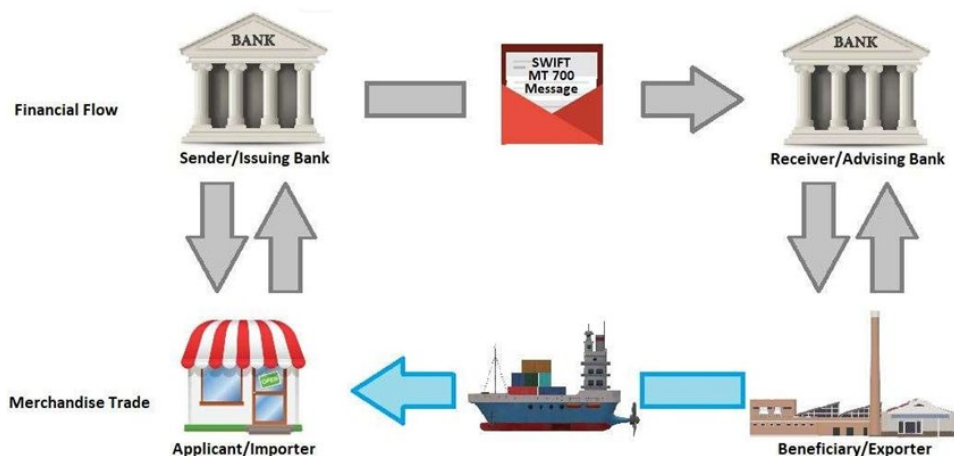 BANK
BANK
SWIFT
MT 700
Message
Financial Flow
Sender/Issuing Bank
Receiver/Advising Bank
OPEN
Merchandise Trade
Applicant/Importer
Beneficiary/Exporter